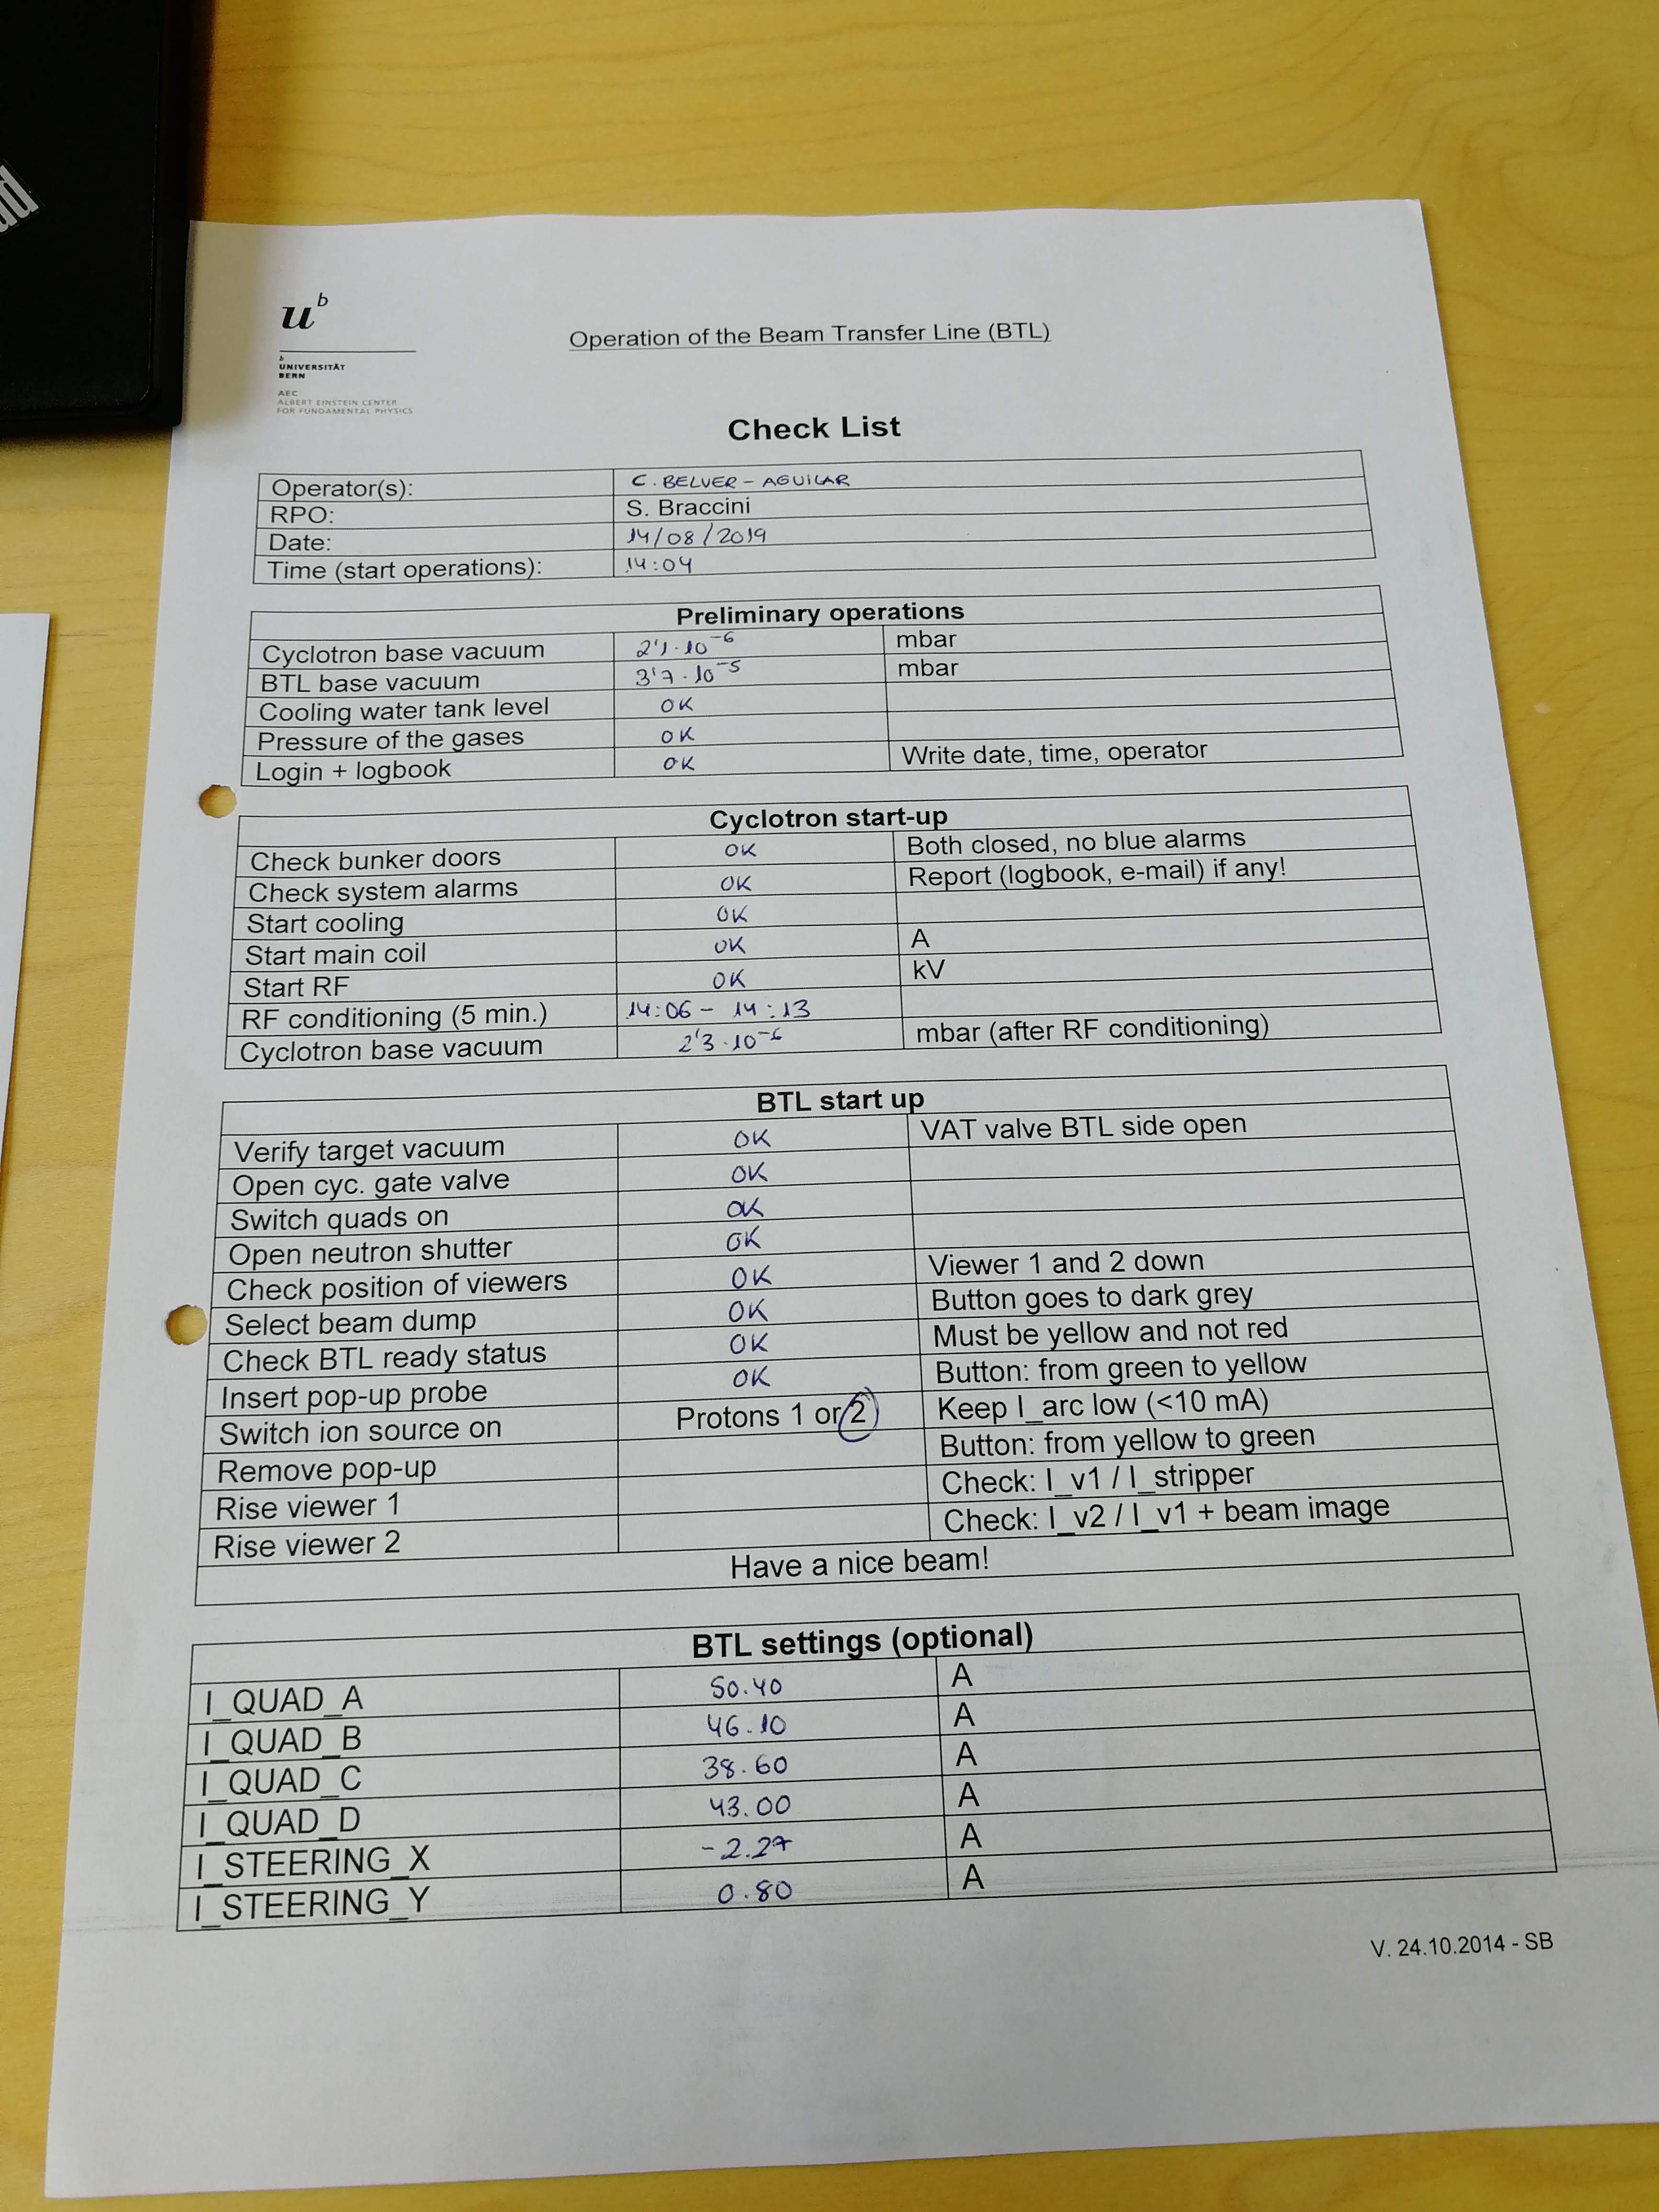 u b
b
UNIVERSITÄT
BERN
AEC
ALBERT EINSTEIN CENTER
FOR FUNDAMENTAL PHYSICS
Operation of the Beam Transfer Line (BTL)
Check List
Operator(s): C. BELVER-AGUILAR
RPO: S. Braccini
Date: 14/08/2019
Time (start operations): 14:04
Preliminary operations
Cyclotron base vacuum 2'1·10⁻⁶ mbar
BTL base vacuum 3'7·10⁻⁵ mbar
Cooling water tank level OK
Pressure of the gases OK
Login + logbook OK Write date, time, operator
Cyclotron start-up
Check bunker doors OK Both closed, no blue alarms
Check system alarms OK Report (logbook, e-mail) if any!
Start cooling OK
Start main coil OK A
Start RF OK kV
RF conditioning (5 min.) 14:06 - 14:13
Cyclotron base vacuum 2'3·10⁻⁶ mbar (after RF conditioning)
BTL start up
Verify target vacuum OK VAT valve BTL side open
Open cyc. gate valve OK
Switch quads on OK
Open neutron shutter OK
Check position of viewers OK Viewer 1 and 2 down
Select beam dump OK Button goes to dark grey
Check BTL ready status OK Must be yellow and not red
Insert pop-up probe OK Button: from green to yellow
Switch ion source on Protons 1 or 2 Keep I_arc low (<10 mA)
Remove pop-up Button: from yellow to green
Rise viewer 1 Check: I_v1 / I_stripper
Rise viewer 2 Check: I_v2 / I_v1 + beam image
Have a nice beam!
BTL settings (optional)
I_QUAD_A 50.40 A
I_QUAD_B 46.10 A
I_QUAD_C 38.60 A
I_QUAD_D 43.00 A
I_STEERING_X -2.27 A
I_STEERING_Y 0.80 A
V. 24.10.2014 - SB